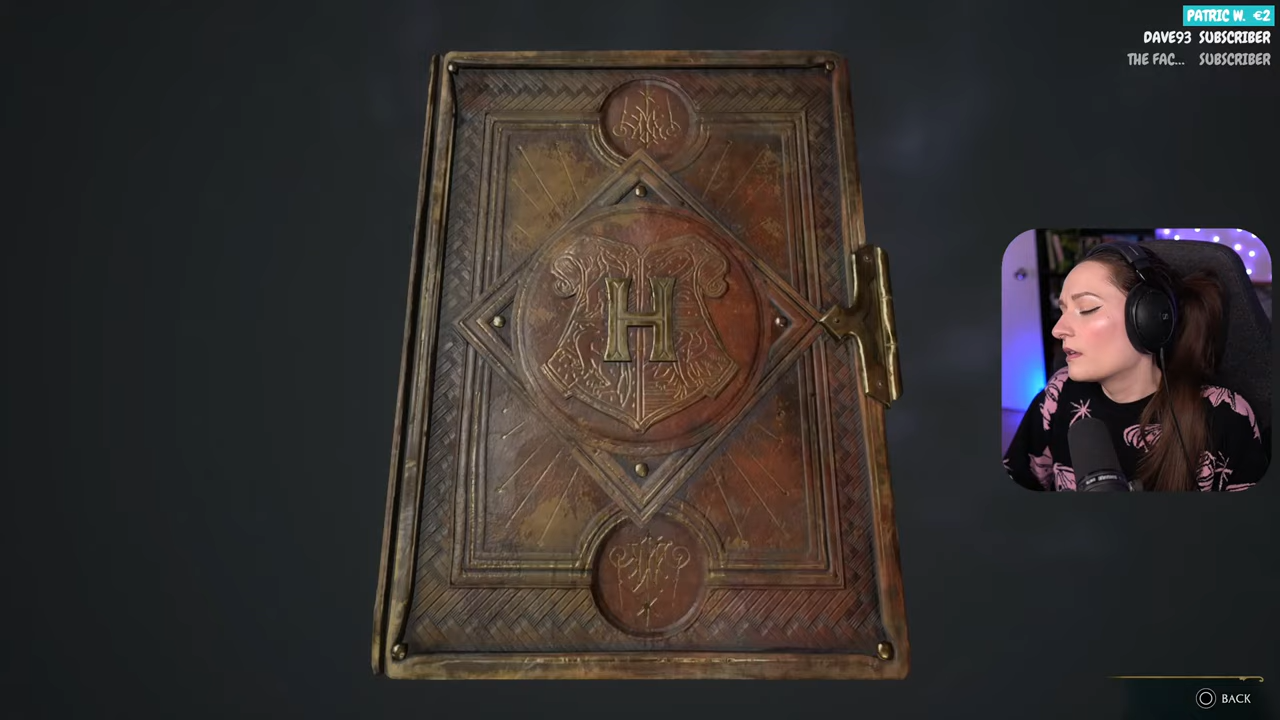 PATRIC W. €2
DAVE93 SUBSCRIBER
THE FAC... SUBSCRIBER
H
BACK